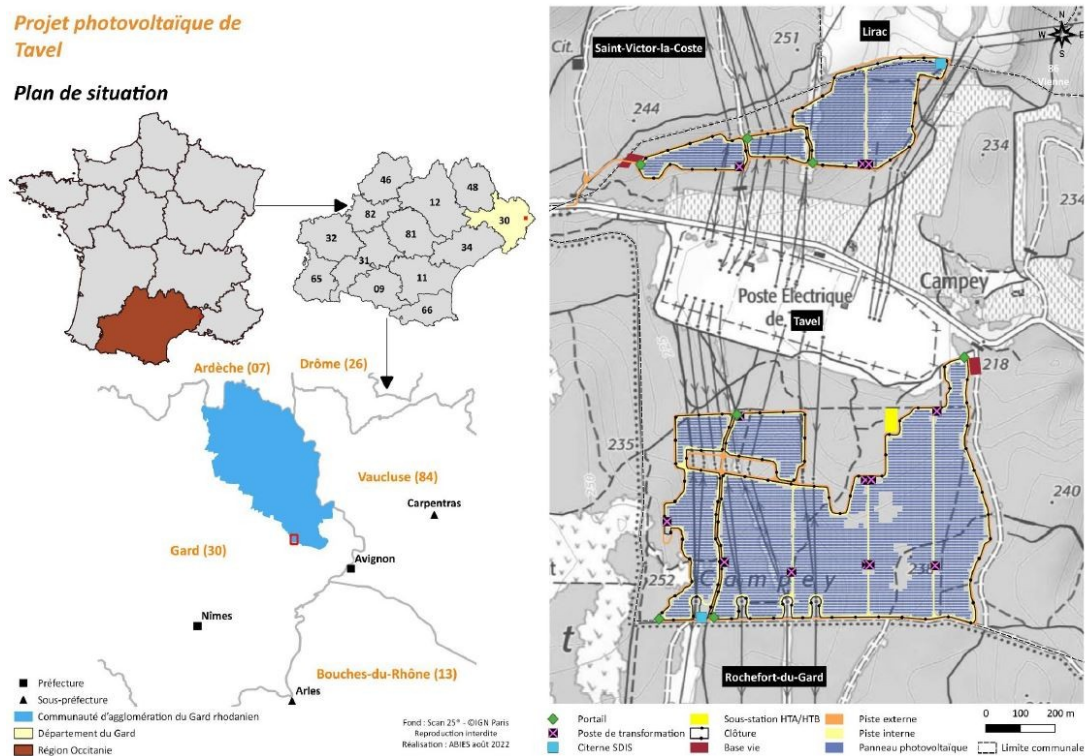 Projet photovoltaïque de
Tavel
Plan de situation
46
48
12
82
30
32
81
34
31
65
11
09
66
Ardèche (07)
Drôme (26)
Vaucluse (84)
Carpentras
Gard (30)
Avignon
Nîmes
Bouches-du-Rhône (13)
Arles
Préfecture
Sous-préfecture
Communauté d'agglomération du Gard rhodanien
Département du Gard
Région Occitanie
Fond : Scan 25® - ©IGN Paris
Reproduction interdite
Réalisation : ABIES août 2022
Saint-Victor-la-Coste
251
Lirac
N
W E
S
Cit.
Vienne
244
234
234
Campey
Poste Electrique
de Tavel
218
235
240
252
Campey
t
Rochefort-du-Gard
0 100 200 m
Portail
Sous-station HTA/HTB
Piste externe
Poste de transformation
Clôture
Piste interne
Citerne SDIS
Base vie
Panneau photovoltaïque
Limite communale